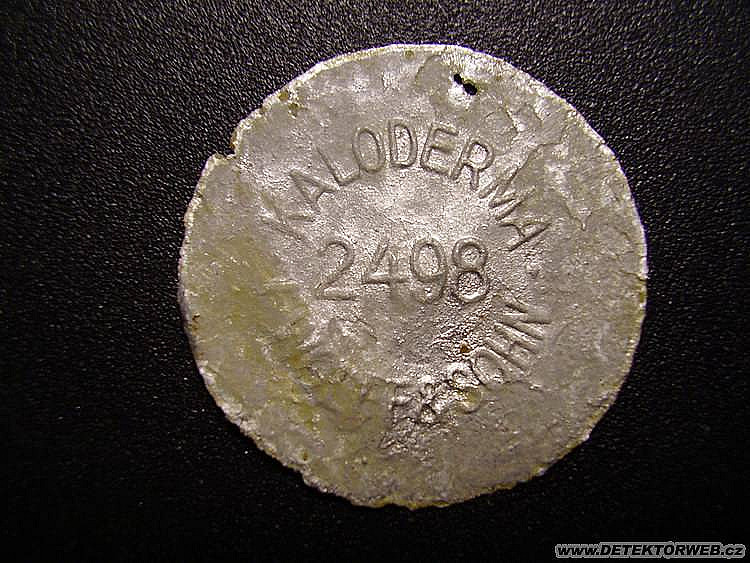 KALODERMA
2498
& SOHN
www.DETEKTORWEB.cz